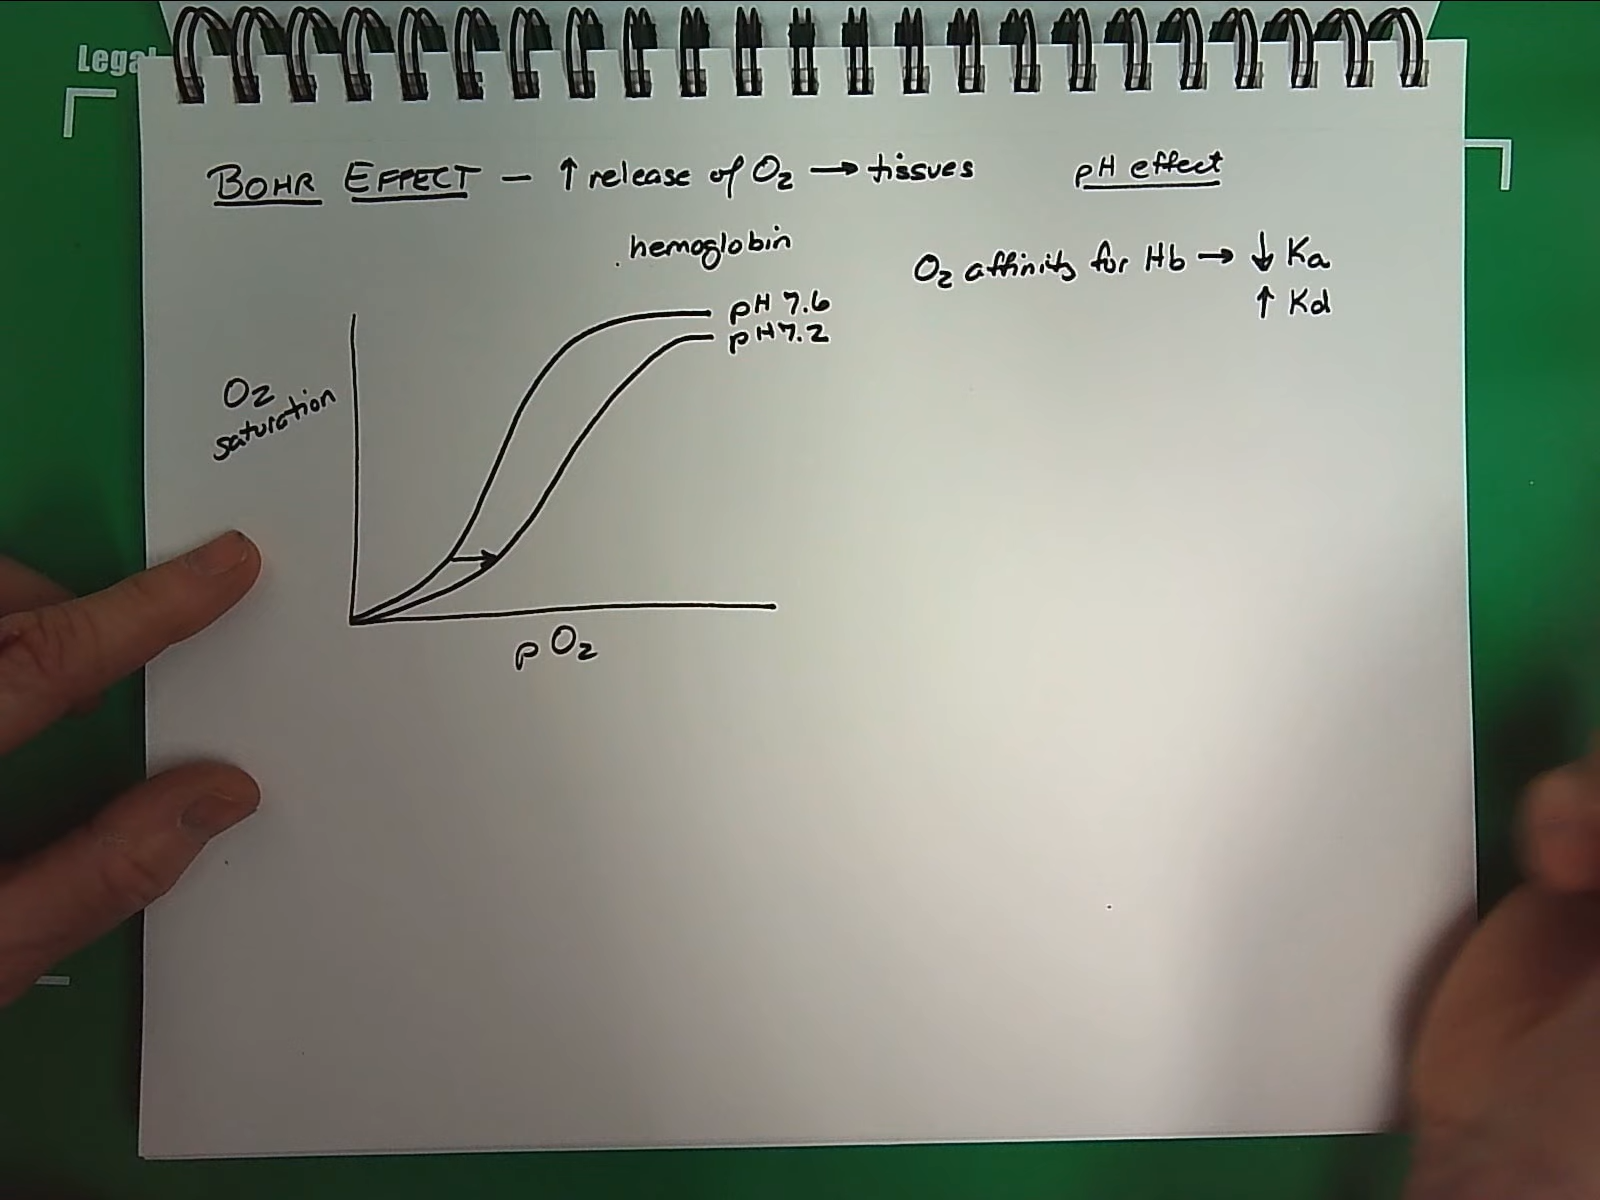 Legal
BOHR EFFECT — ↑ release of O₂ → tissues
pH effect
hemoglobin
O₂ affinity for Hb → ↓ Ka
↑ Kd
pH 7.6
pH 7.2
O₂
saturation
pO₂